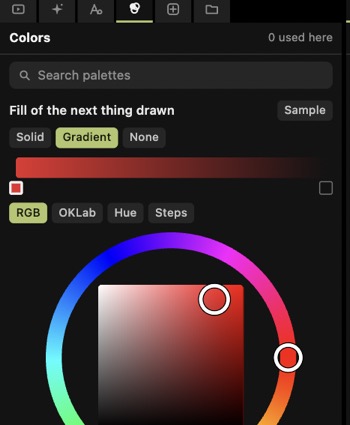 Colors
0 used here
Search palettes
Fill of the next thing drawn
Sample
Solid Gradient None
RGB OKLab Hue Steps